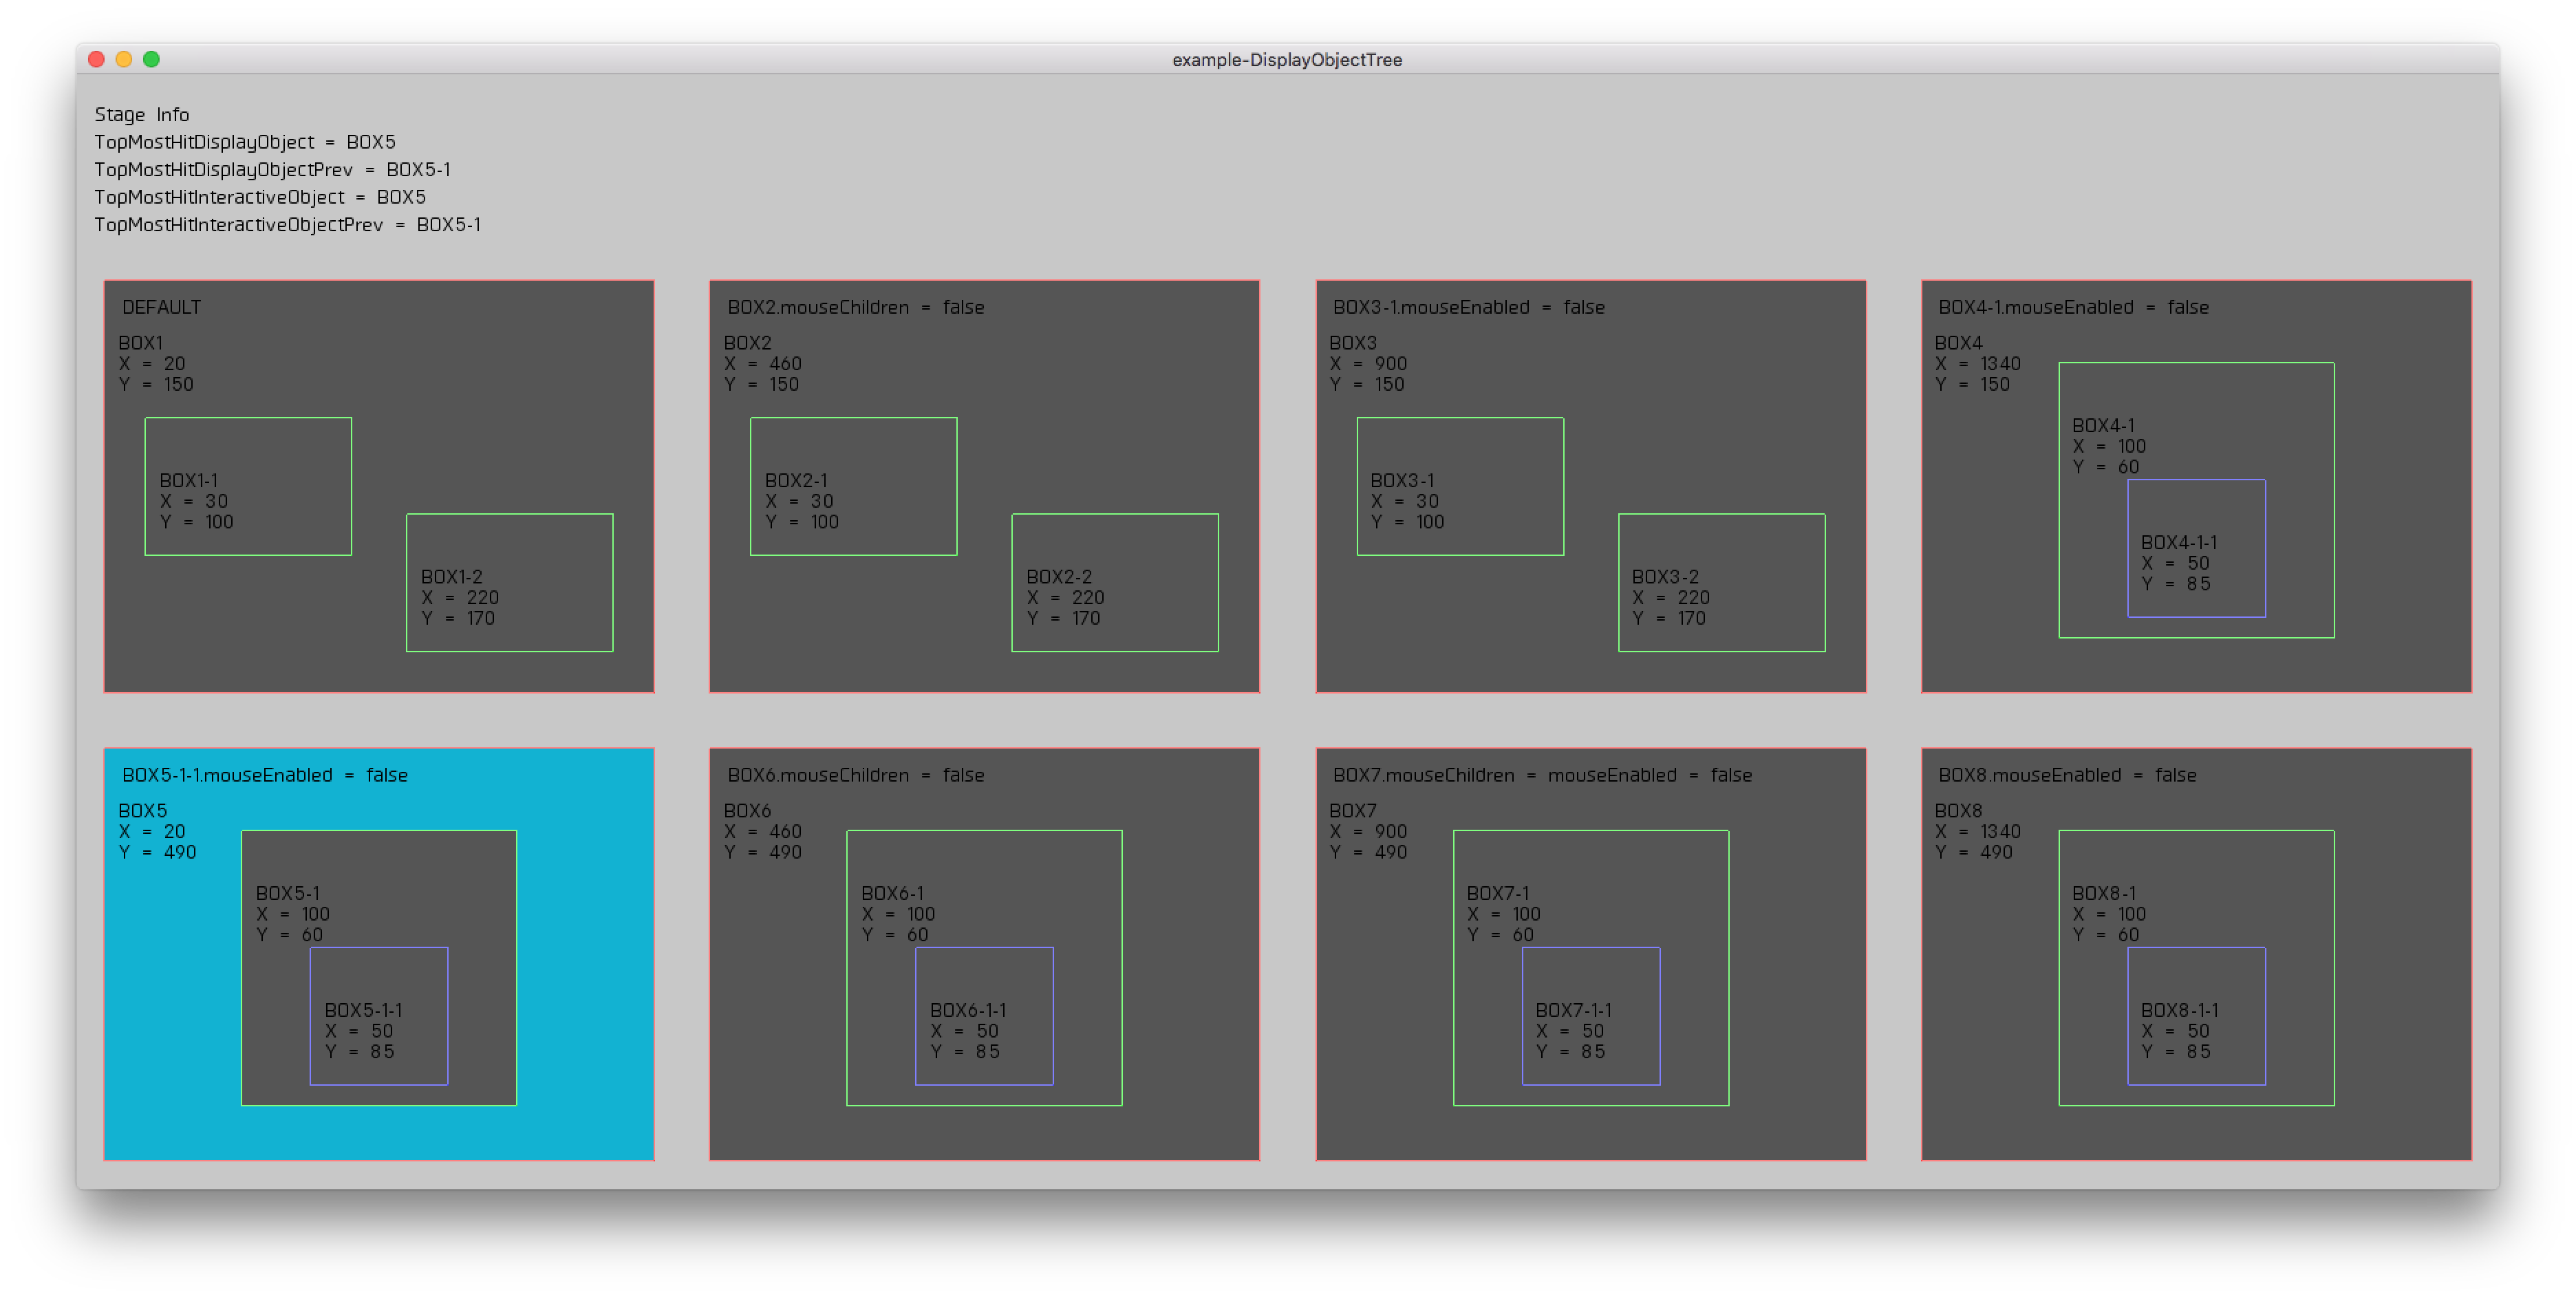 example-DisplayObjectTree
Stage Info
TopMostHitDisplayObject = BOX5
TopMostHitDisplayObjectPrev = BOX5-1
TopMostHitInteractiveObject = BOX5
TopMostHitInteractiveObjectPrev = BOX5-1
DEFAULT
BOX1
X = 20
Y = 150
BOX1-1
X = 30
Y = 100
BOX1-2
X = 220
Y = 170
BOX2.mouseChildren = false
BOX2
X = 460
Y = 150
BOX2-1
X = 30
Y = 100
BOX2-2
X = 220
Y = 170
BOX3-1.mouseEnabled = false
BOX3
X = 900
Y = 150
BOX3-1
X = 30
Y = 100
BOX3-2
X = 220
Y = 170
BOX4-1.mouseEnabled = false
BOX4
X = 1340
Y = 150
BOX4-1
X = 100
Y = 60
BOX4-1-1
X = 50
Y = 85
BOX5-1-1.mouseEnabled = false
BOX5
X = 20
Y = 490
BOX5-1
X = 100
Y = 60
BOX5-1-1
X = 50
Y = 85
BOX6.mouseChildren = false
BOX6
X = 460
Y = 490
BOX6-1
X = 100
Y = 60
BOX6-1-1
X = 50
Y = 85
BOX7.mouseChildren = mouseEnabled = false
BOX7
X = 900
Y = 490
BOX7-1
X = 100
Y = 60
BOX7-1-1
X = 50
Y = 85
BOX8.mouseEnabled = false
BOX8
X = 1340
Y = 490
BOX8-1
X = 100
Y = 60
BOX8-1-1
X = 50
Y = 85